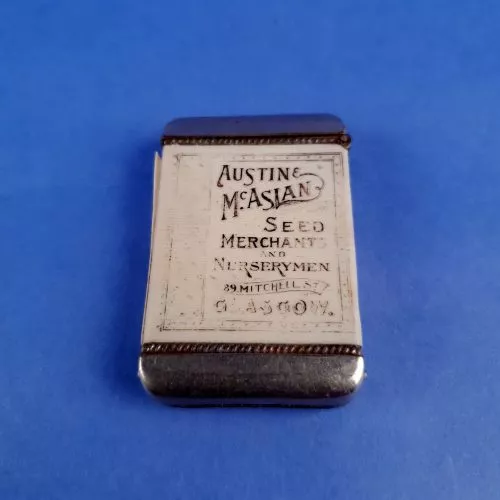 AUSTIN &
McASLAN
SEED
MERCHANTS
AND
NURSERYMEN
89 MITCHELL ST
GLASGOW.